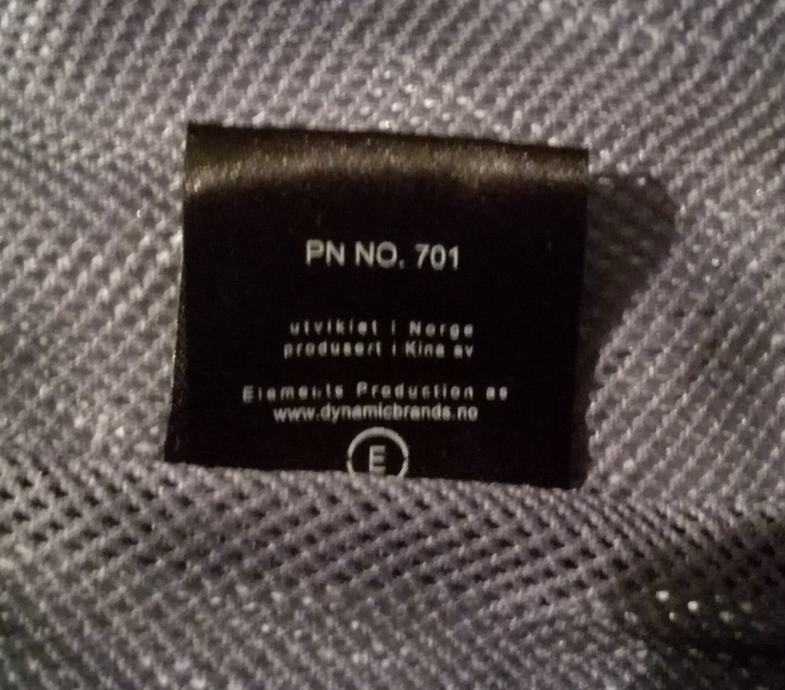 PN NO. 701
utviklet i Norge
produsert i Kina av
Elements Production as
www.dynamicbrands.no
E